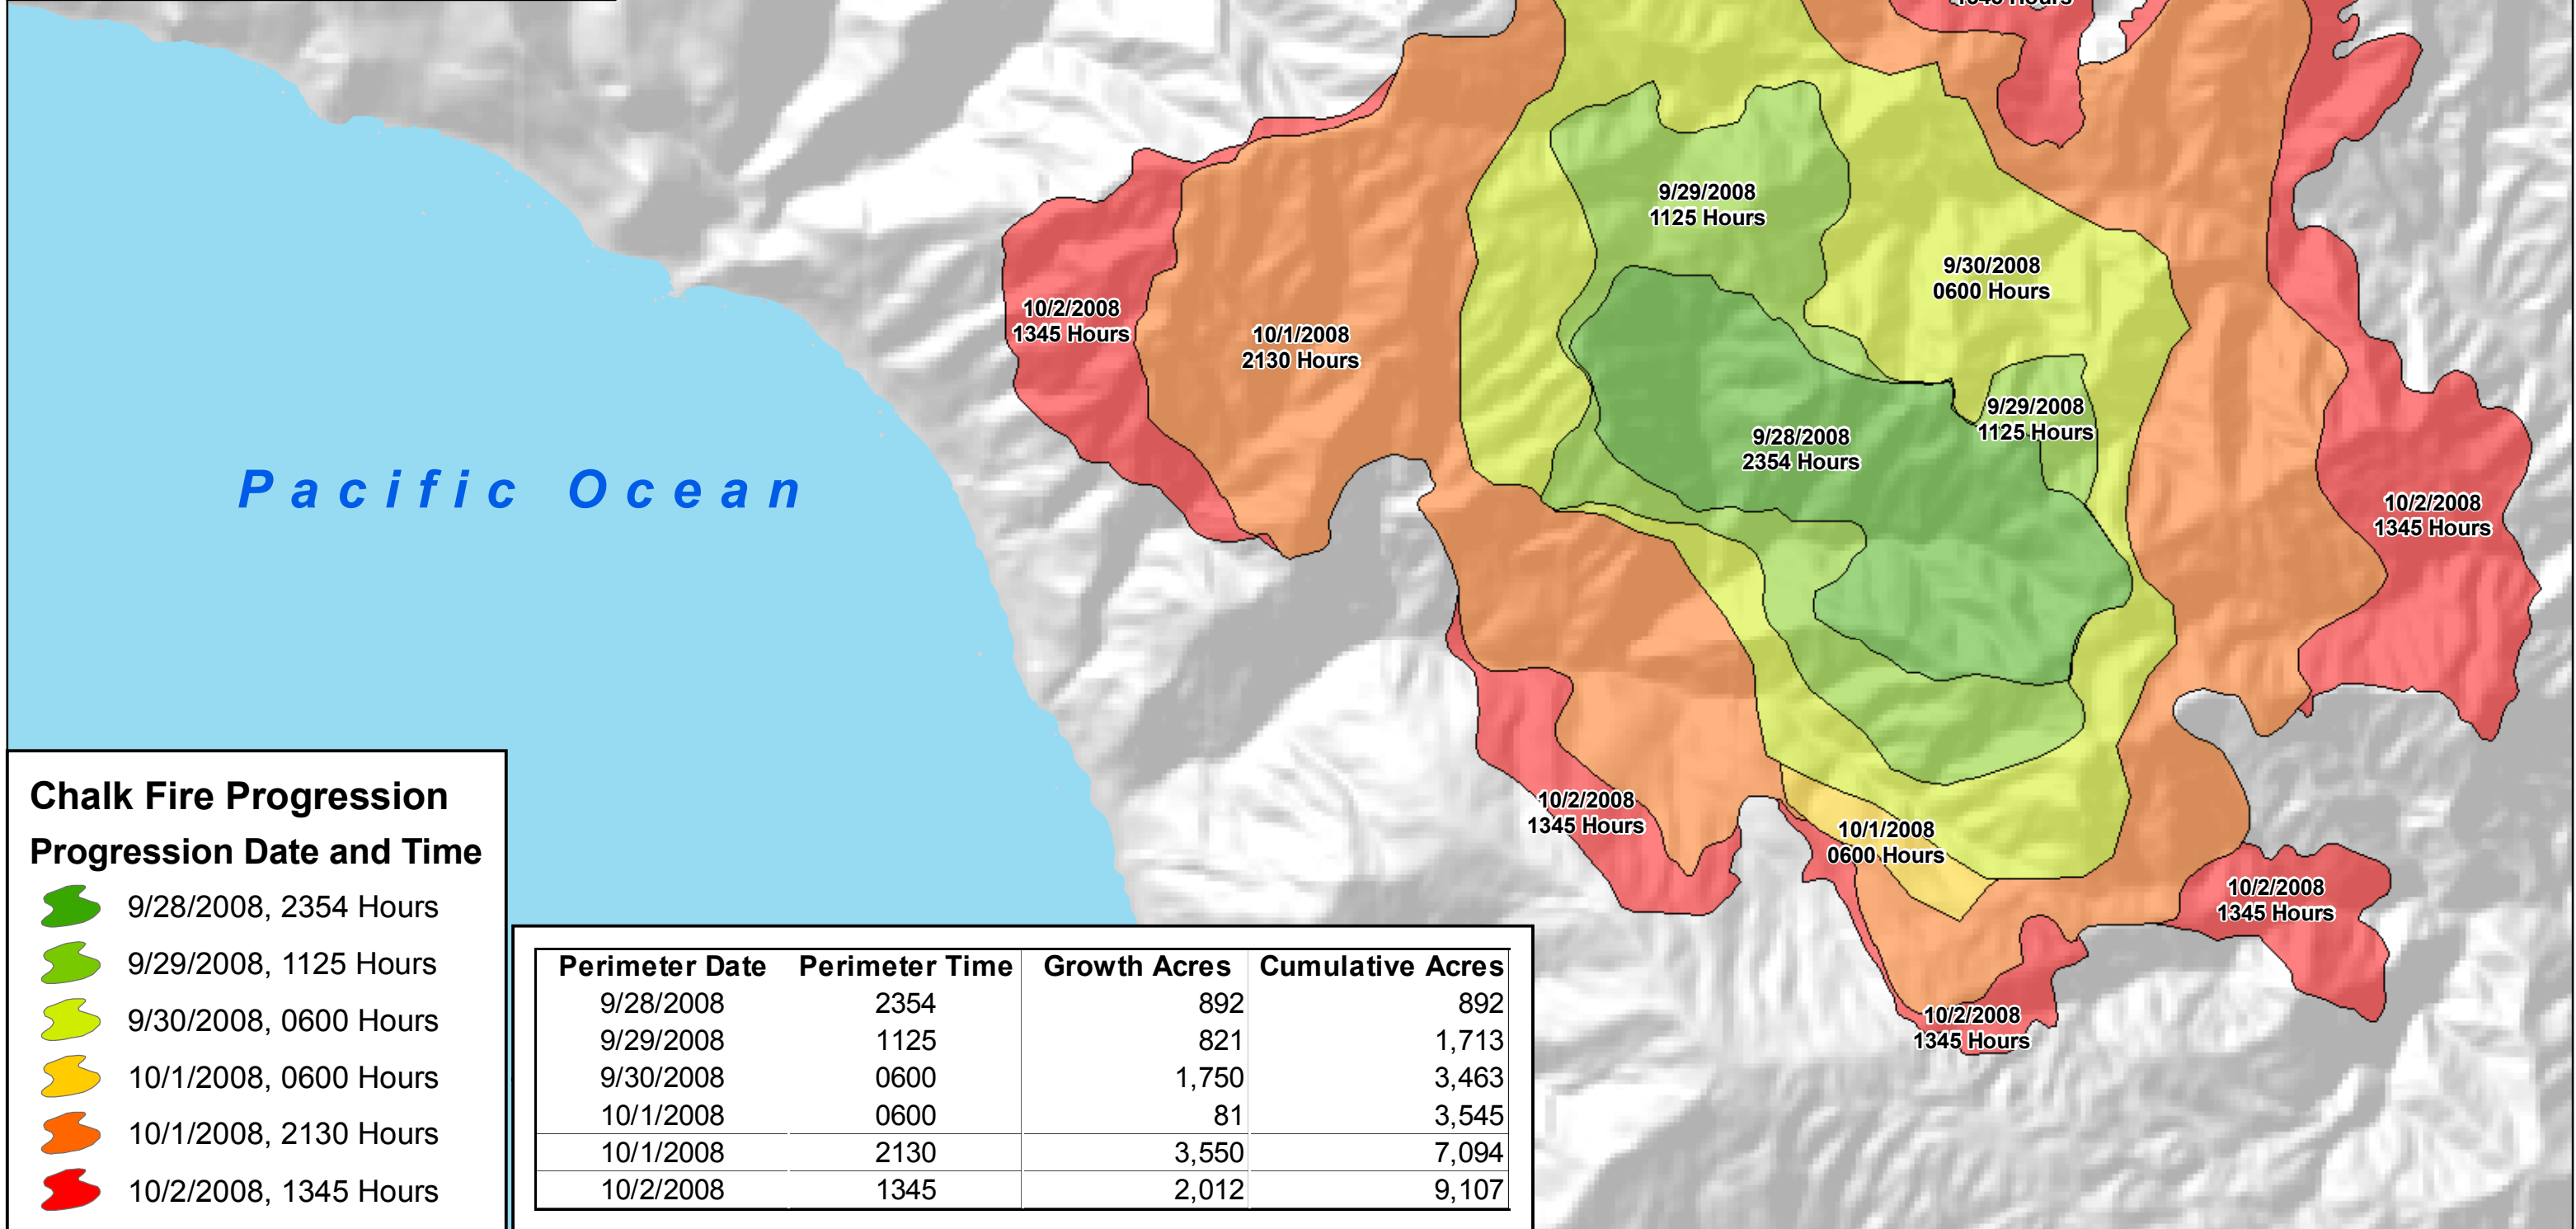 1345 Hours
9/29/2008
1125 Hours
9/30/2008
0600 Hours
10/2/2008
1345 Hours
10/1/2008
2130 Hours
9/29/2008
1125 Hours
9/28/2008
2354 Hours
Pacific Ocean
10/2/2008
1345 Hours
10/2/2008
1345 Hours
10/1/2008
0600 Hours
10/2/2008
1345 Hours
10/2/2008
1345 Hours
Chalk Fire Progression
Progression Date and Time
9/28/2008, 2354 Hours
9/29/2008, 1125 Hours
9/30/2008, 0600 Hours
10/1/2008, 0600 Hours
10/1/2008, 2130 Hours
10/2/2008, 1345 Hours
Perimeter Date Perimeter Time Growth Acres Cumulative Acres
9/28/2008 2354 892 892
9/29/2008 1125 821 1,713
9/30/2008 0600 1,750 3,463
10/1/2008 0600 81 3,545
10/1/2008 2130 3,550 7,094
10/2/2008 1345 2,012 9,107